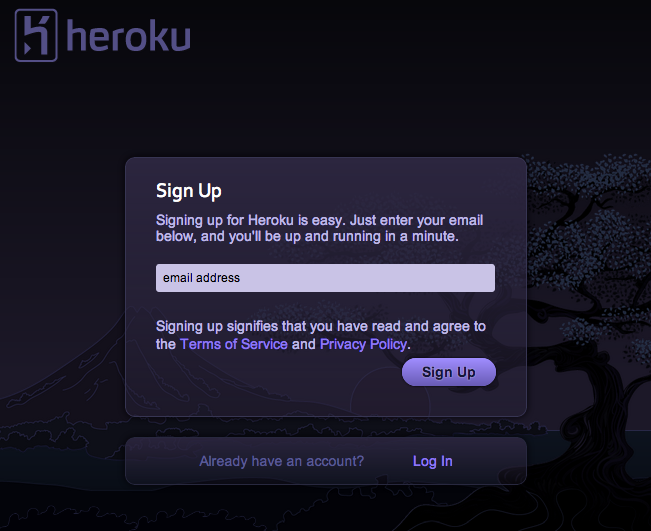 heroku
Sign Up
Signing up for Heroku is easy. Just enter your email
below, and you'll be up and running in a minute.
email address
Signing up signifies that you have read and agree to
the Terms of Service and Privacy Policy.
Sign Up
Already have an account? Log In